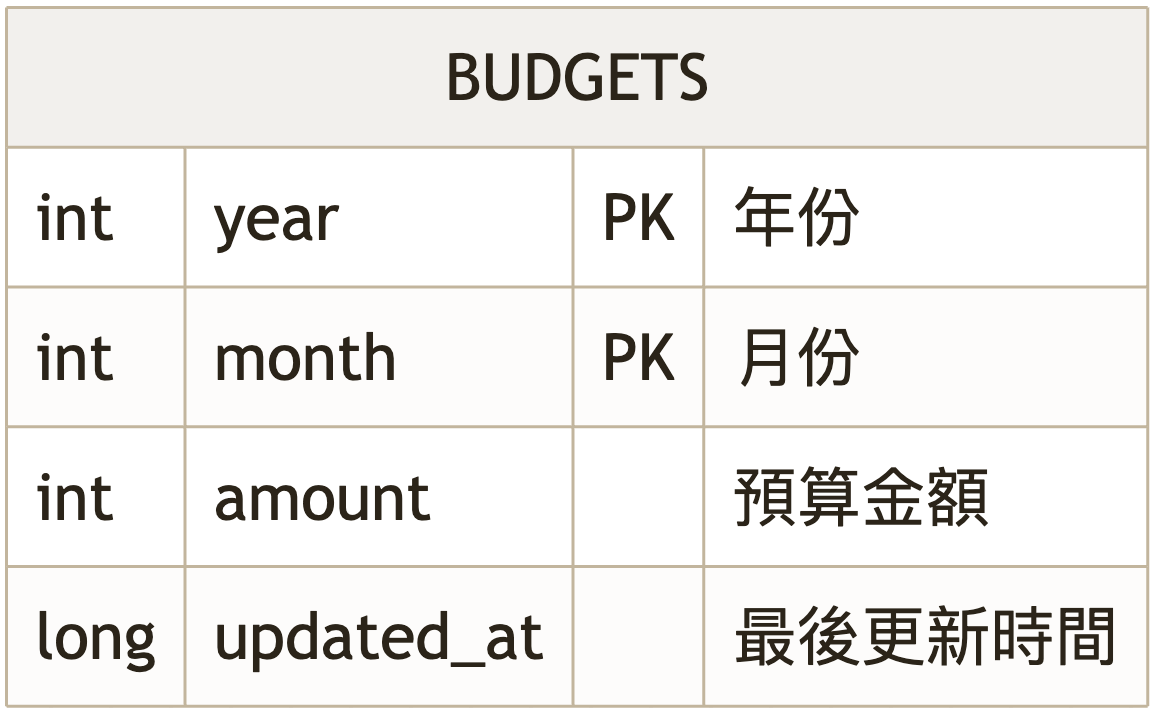 BUDGETS
int year PK 年份
int month PK 月份
int amount 預算金額
long updated_at 最後更新時間